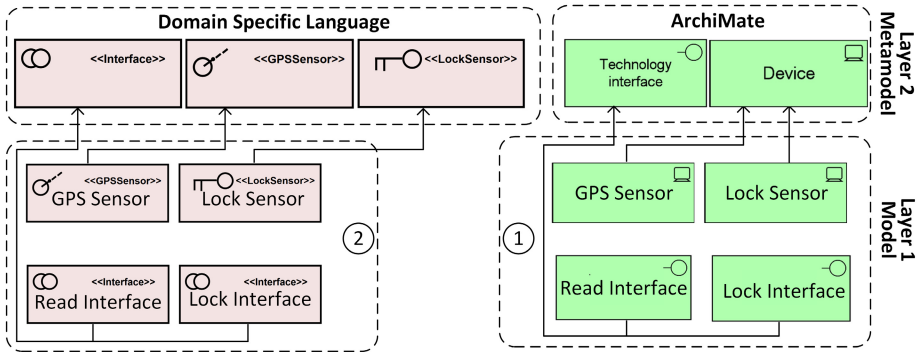 Domain Specific Language
<<Interface>>
<<GPSSensor>>
<<LockSensor>>
ArchiMate
Technology
interface
Device
Layer 2
Metamodel
<<GPSSensor>>
GPS Sensor
<<LockSensor>>
Lock Sensor
2
<<Interface>>
Read Interface
<<Interface>>
Lock Interface
1
GPS Sensor
Lock Sensor
Read Interface
Lock Interface
Layer 1
Model